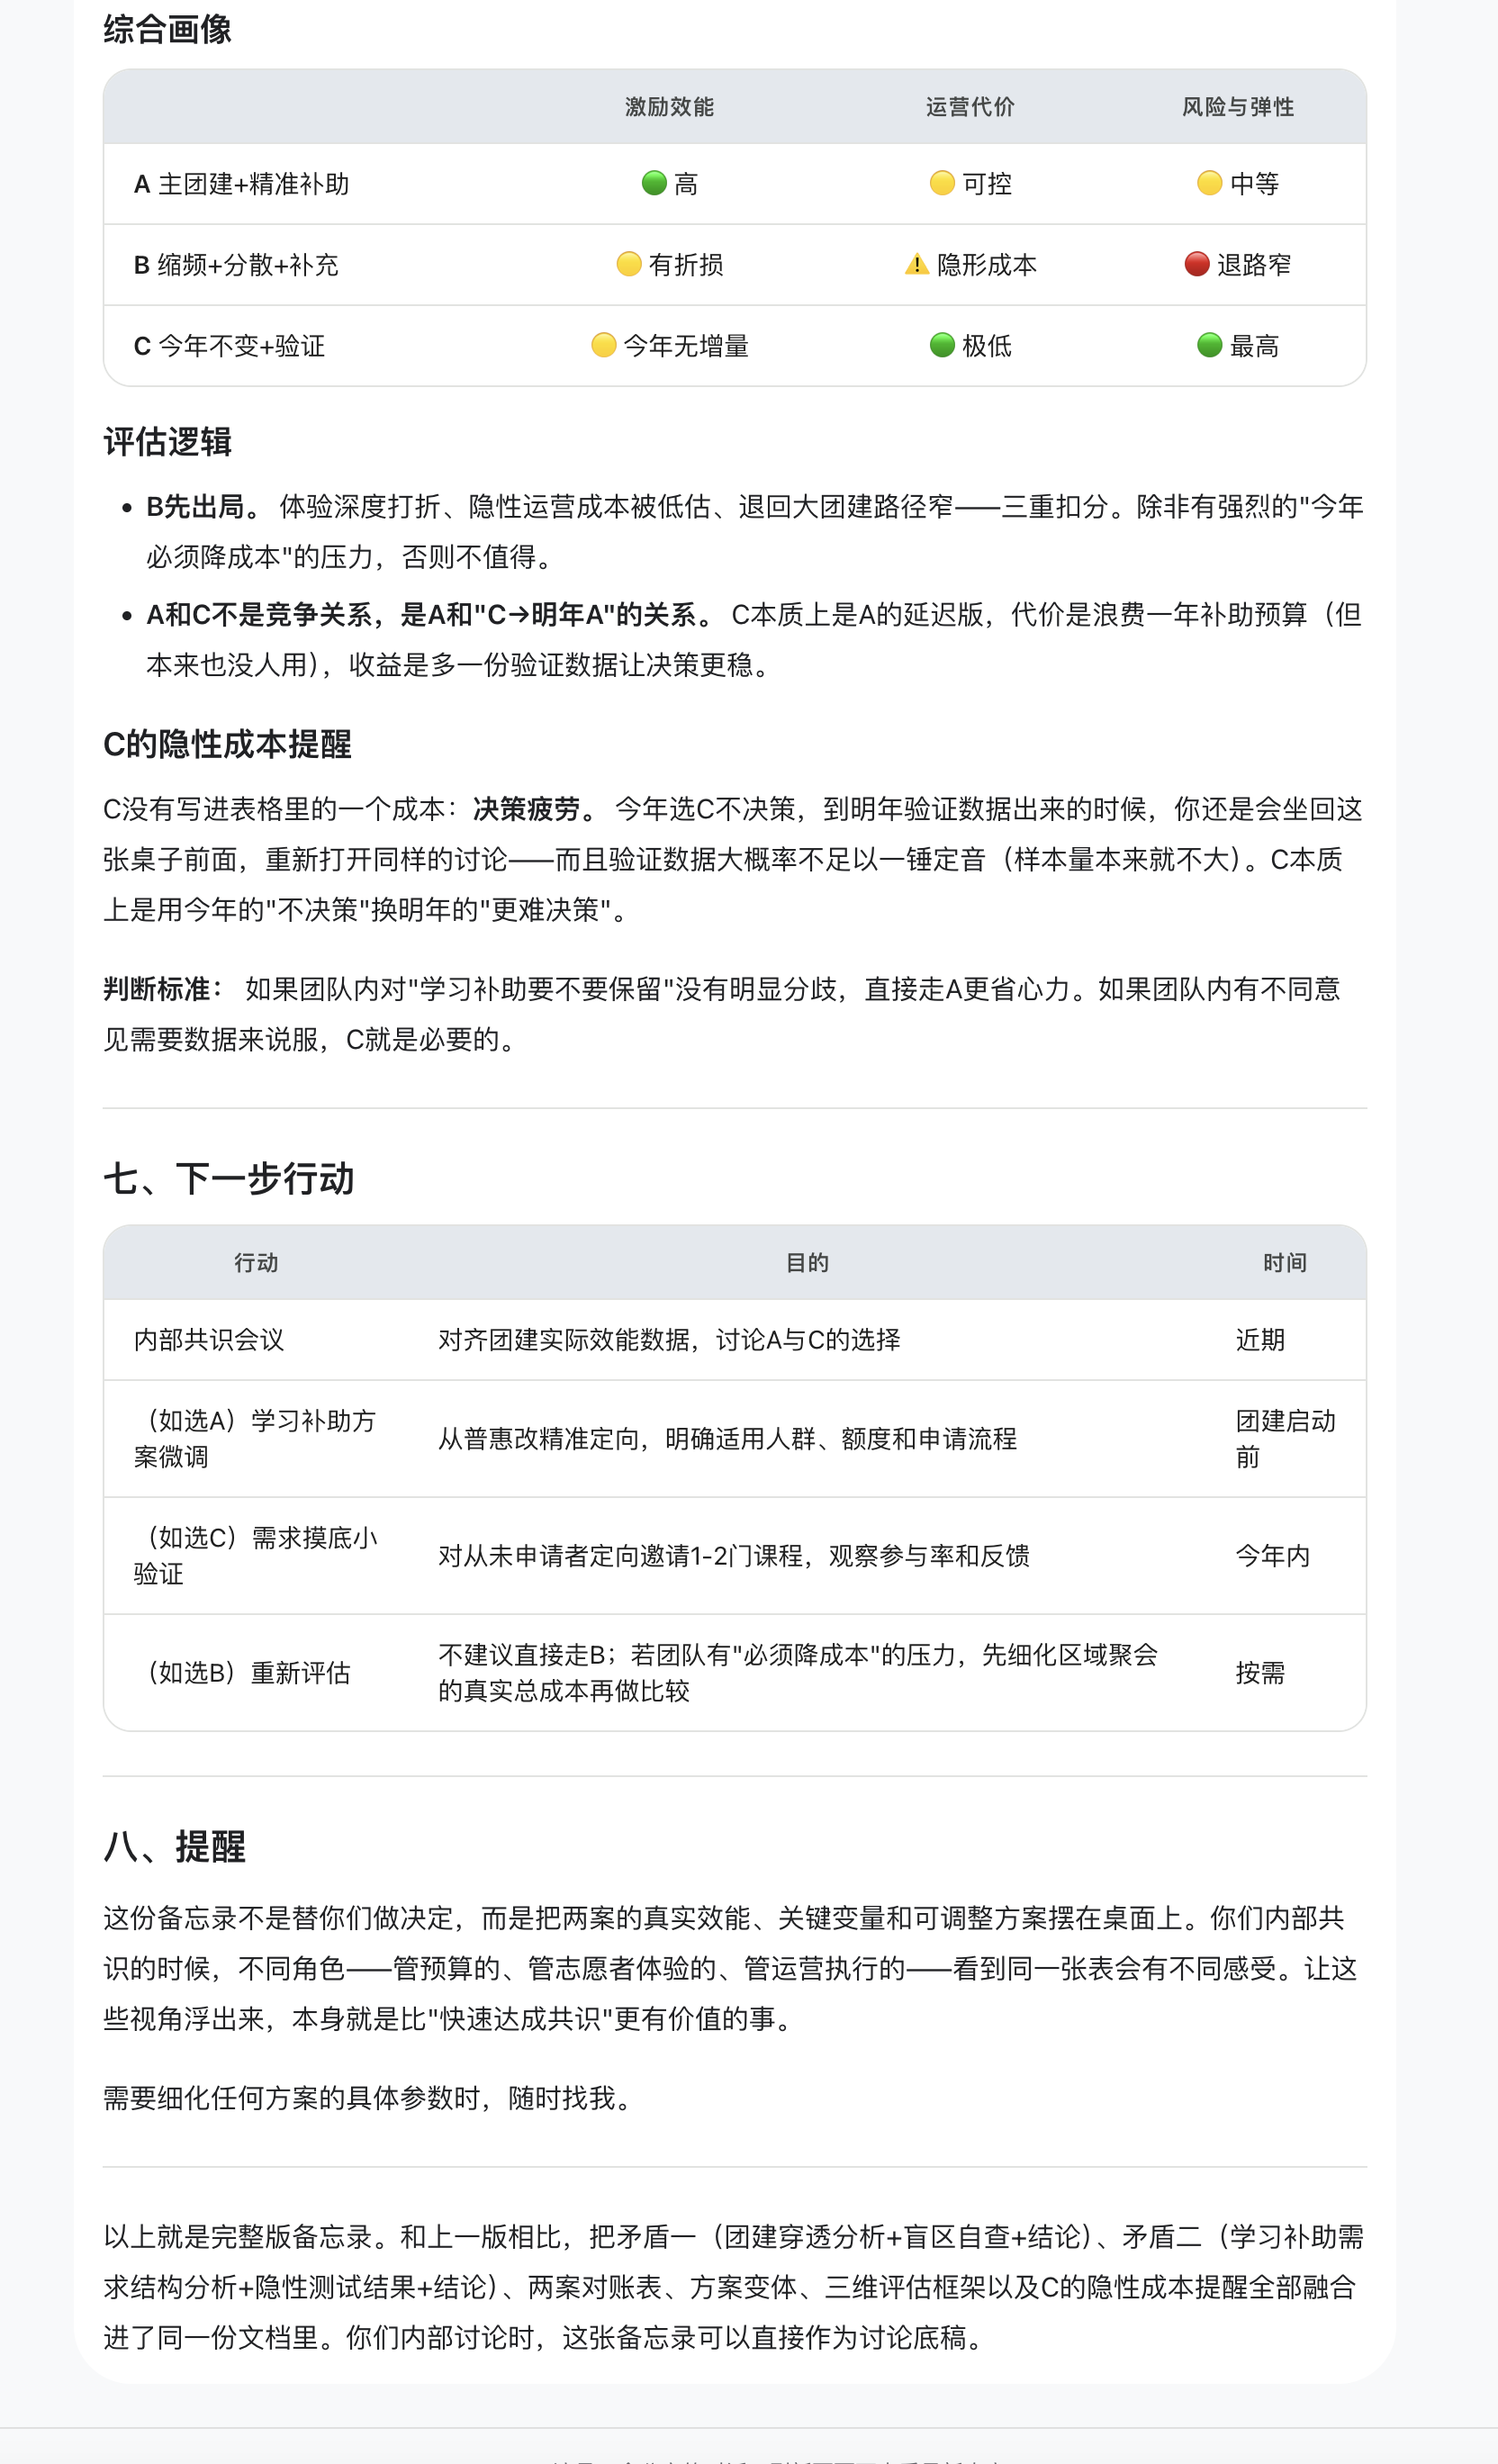 综合画像
激励效能 运营代价 风险与弹性
A 主团建+精准补助 高 可控 中等
B 缩频+分散+补充 有折损 隐形成本 退路窄
C 今年不变+验证 今年无增量 极低 最高
评估逻辑
B先出局。 体验深度打折、隐性运营成本被低估、退回大团建路径窄——三重扣分。除非有强烈的"今年
必须降成本"的压力，否则不值得。
A和C不是竞争关系，是A和"C→明年A"的关系。 C本质上是A的延迟版，代价是浪费一年补助预算（但
本来也没人用），收益是多一份验证数据让决策更稳。
C的隐性成本提醒
C没有写进表格里的一个成本：决策疲劳。 今年选C不决策，到明年验证数据出来的时候，你还是会坐回这
张桌子前面，重新打开同样的讨论——而且验证数据大概率不足以一锤定音（样本量本来就不大）。C本质
上是用今年的"不决策"换明年的"更难决策"。
判断标准： 如果团队内对"学习补助要不要保留"没有明显分歧，直接走A更省心力。如果团队内有不同意
见需要数据来说服，C就是必要的。
七、下一步行动
行动 目的 时间
内部共识会议 对齐团建实际效能数据，讨论A与C的选择 近期
（如选A）学习补助方
案微调
从普惠改精准定向，明确适用人群、额度和申请流程
团建启动
前
（如选C）需求摸底小
验证
对从未申请者定向邀请1-2门课程，观察参与率和反馈
今年内
（如选B）重新评估
不建议直接走B；若团队有"必须降成本"的压力，先细化区域聚会
的真实总成本再做比较
按需
八、提醒
这份备忘录不是替你们做决定，而是把两案的真实效能、关键变量和可调整方案摆在桌面上。你们内部共
识的时候，不同角色——管预算的、管志愿者体验的、管运营执行的——看到同一张表会有不同感受。让这
些视角浮出来，本身就是比"快速达成共识"更有价值的事。
需要细化任何方案的具体参数时，随时找我。
以上就是完整版备忘录。和上一版相比，把矛盾一（团建穿透分析+盲区自查+结论）、矛盾二（学习补助需
求结构分析+隐性测试结果+结论）、两案对账表、方案变体、三维评估框架以及C的隐性成本提醒全部融合
进了同一份文档里。你们内部讨论时，这张备忘录可以直接作为讨论底稿。